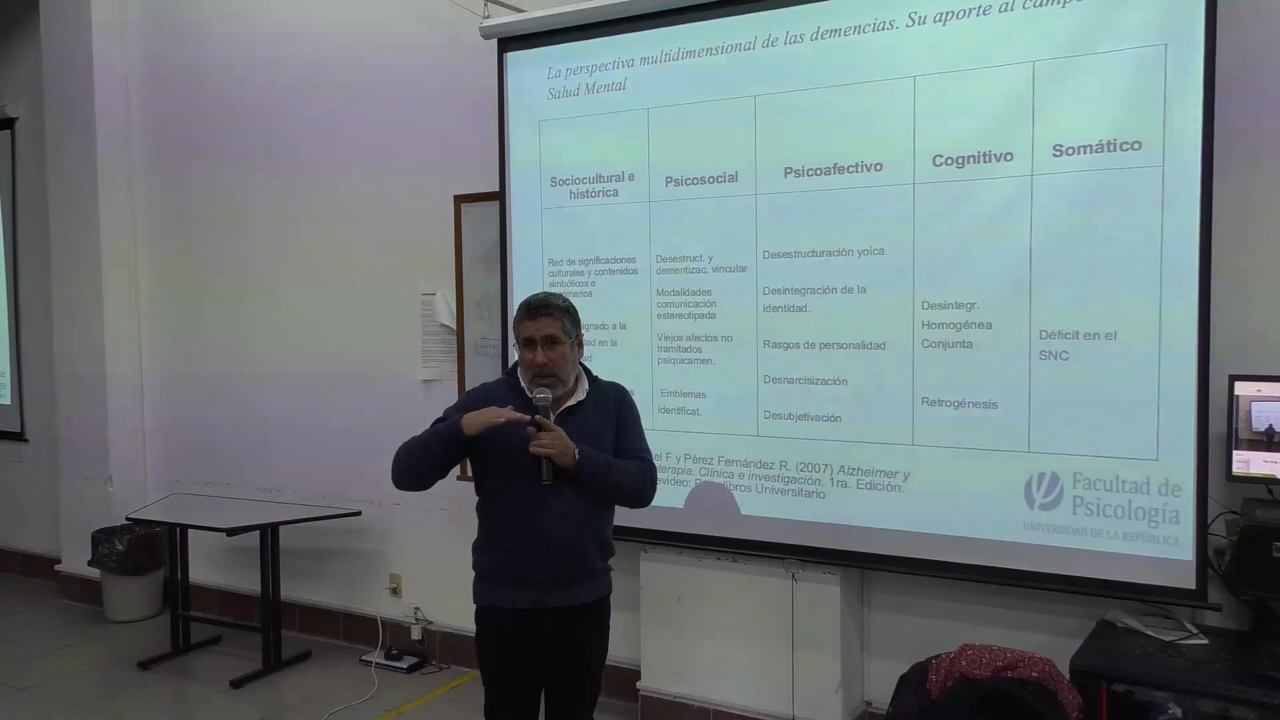 La perspectiva multidimensional de las demencias. Su aporte al
Salud Mental
Sociocultural e
histórica
Psicosocial
Psicoafectivo
Cognitivo
Somático
Red de significaciones
culturales y contenidos
simbólicos e
Desestruct. y
dementizac. vincular
Modalidades
comunicación
estereotipada
Viejos afectos no
tramitados
psiquicamen.
Emblemas
identificat.
Desestructuración yoica
Desintegración de la
identidad.
Rasgos de personalidad
Desnarcisización
Desubjetivación
Desintegr.
Homogénea
Conjunta
Retrogénesis
Déficit en el
SNC
F y Pérez Fernández R. (2007) Alzheimer y
Clínica e investigación. 1ra. Edición.
Universitario
Facultad de
Psicología
UNIVERSIDAD DE LA REPÚBLICA